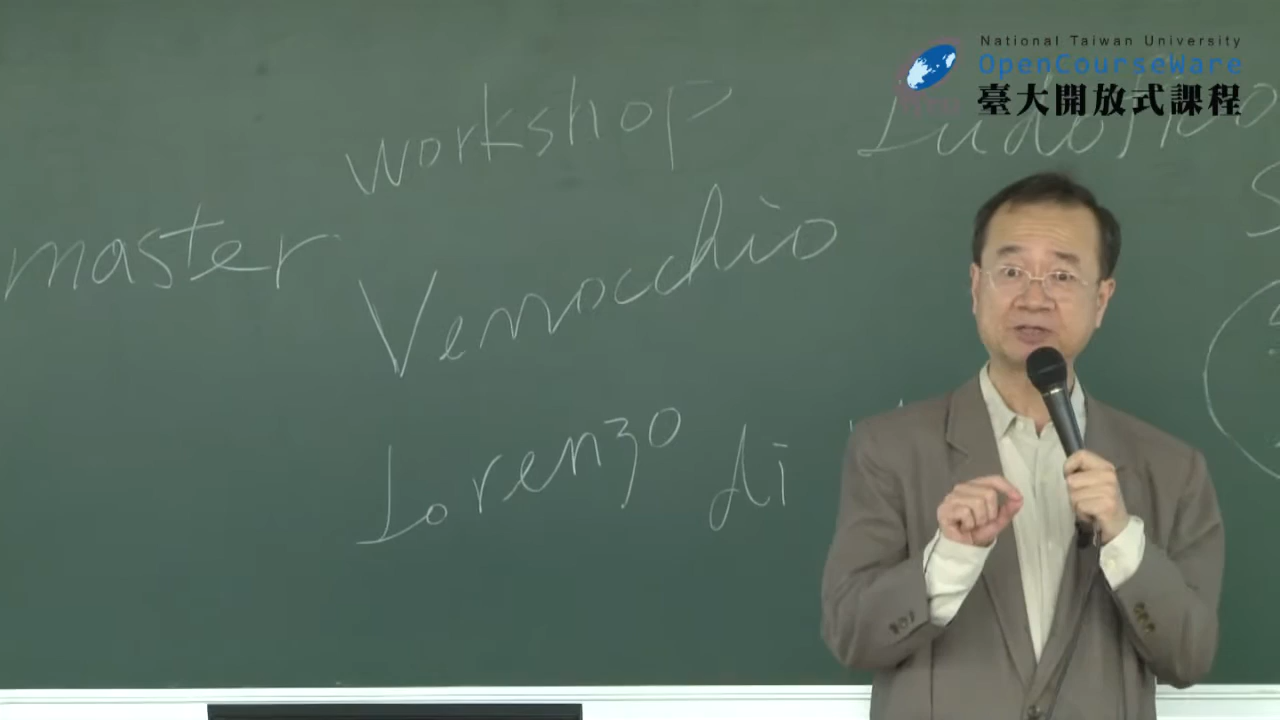 National Taiwan University
OpenCourseWare
臺大開放式課程
workshop
master
Verrocchio
Lorenzo di